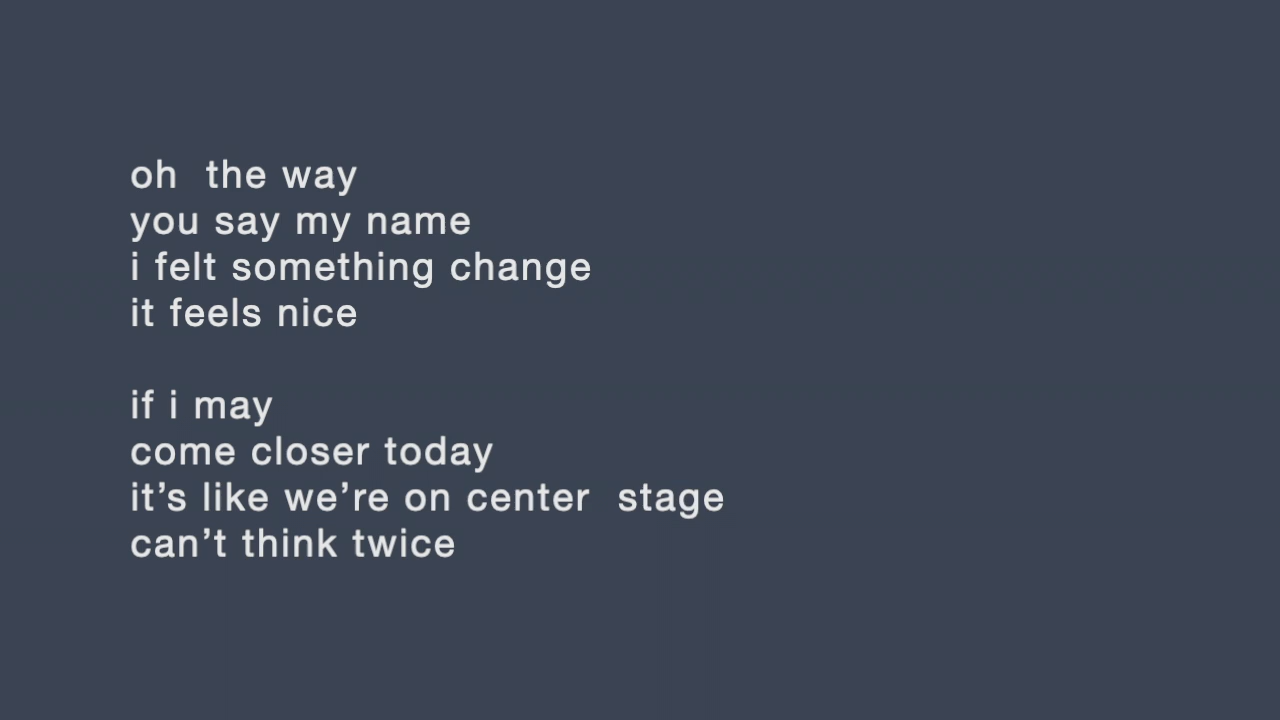 oh  the way
you say my name
i felt something change
it feels nice

if i may
come closer today
it’s like we’re on center  stage
can’t think twice